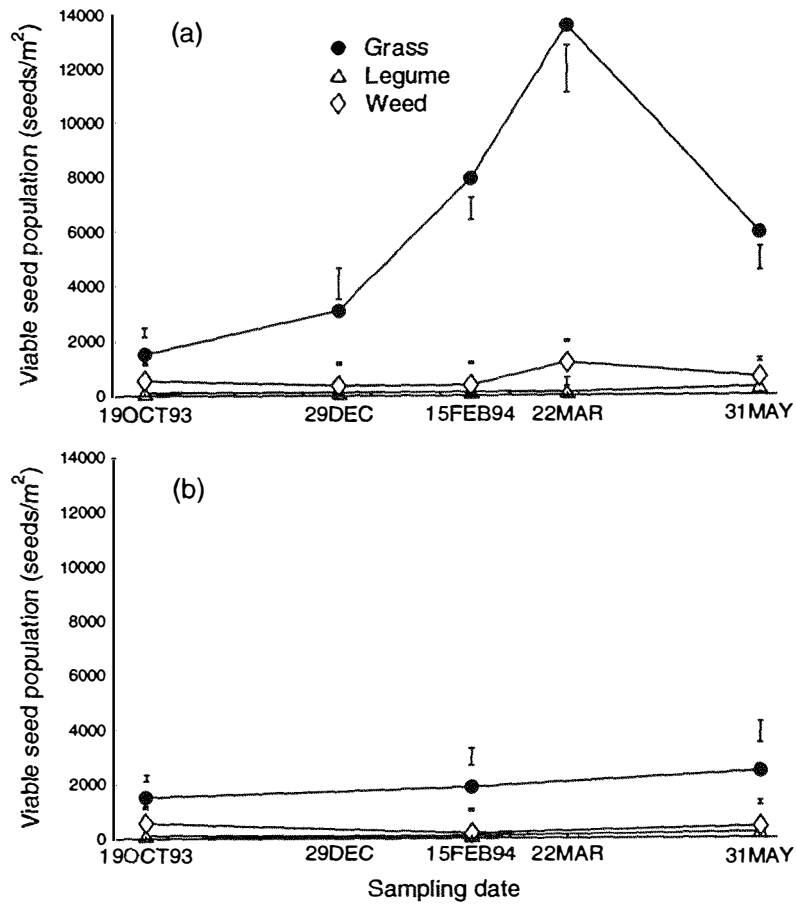 Viable seed population (seeds/m²)
14000
12000
10000
8000
6000
4000
2000
0
(a)
Grass
Legume
Weed
19OCT93 29DEC 15FEB94 22MAR 31MAY
Viable seed population (seeds/m²)
14000
12000
10000
8000
6000
4000
2000
0
(b)
19OCT93 29DEC 15FEB94 22MAR 31MAY
Sampling date